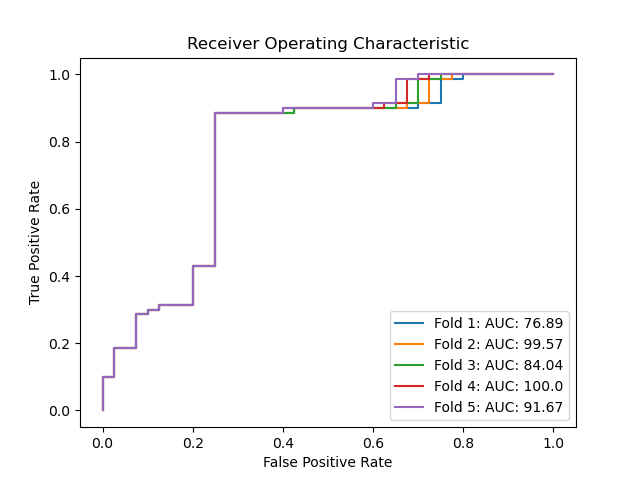 Receiver Operating Characteristic
True Positive Rate
1.0
0.8
0.6
0.4
0.2
0.0
Fold 1: AUC: 76.89
Fold 2: AUC: 99.57
Fold 3: AUC: 84.04
Fold 4: AUC: 100.0
Fold 5: AUC: 91.67
0.0 0.2 0.4 0.6 0.8 1.0
False Positive Rate